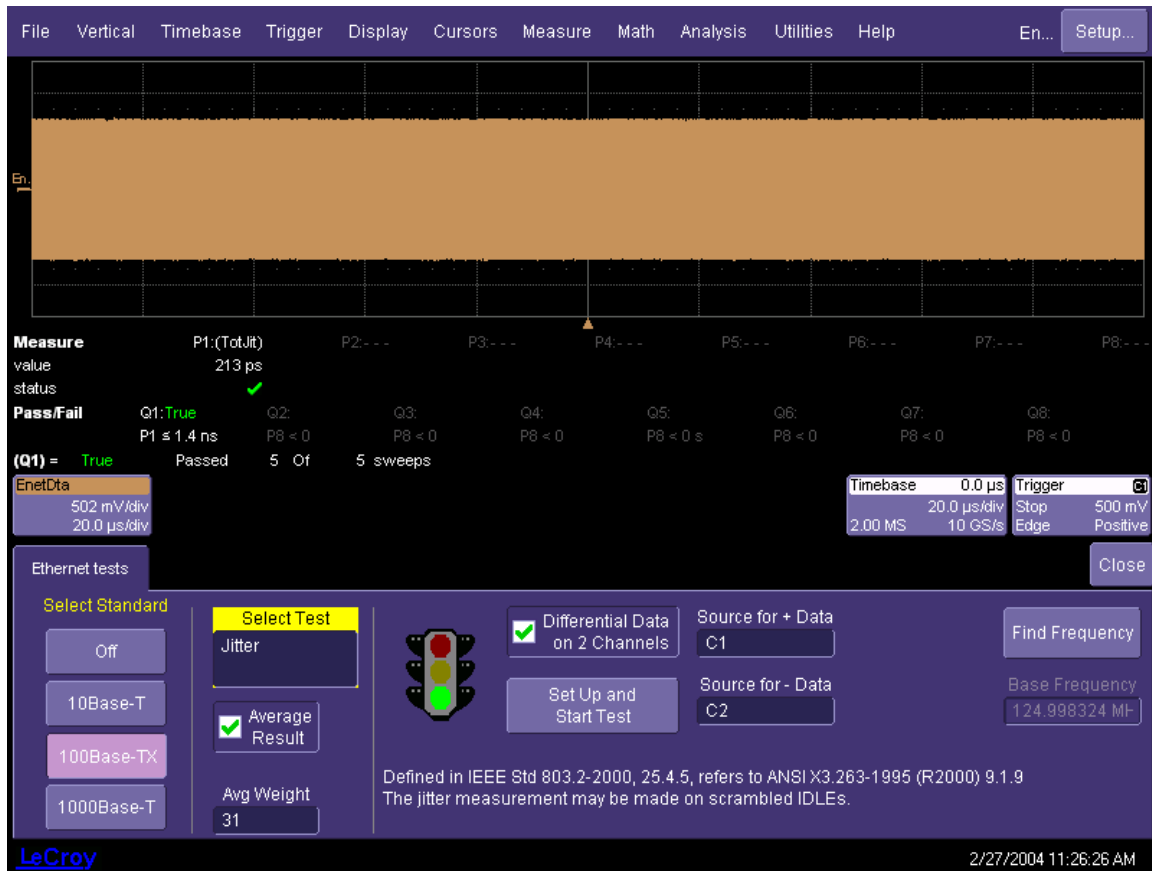 File Vertical Timebase Trigger Display Cursors Measure Math Analysis Utilities Help En... Setup...
En.
Measure P1:(TotJit) P2:- - - P3:- - - P4:- - - P5:- - - P6:- - - P7:- - - P8:- - -
value 213 ps
status
Pass/Fail Q1:True Q2: Q3: Q4: Q5: Q6: Q7: Q8:
P1 ≤ 1.4 ns P8 < 0 P8 < 0 P8 < 0 P8 < 0 s P8 < 0 P8 < 0 P8 < 0
(Q1) = True Passed 5 Of 5 sweeps
EnetDta
502 mV/div
20.0 µs/div
Timebase 0.0 µs
20.0 µs/div
2.00 MS 10 GS/s
Trigger C1
Stop 500 mV
Edge Positive
Ethernet tests
Close
Select Standard
Off
10Base-T
100Base-TX
1000Base-T
Select Test
Jitter
Average
Result
Avg Weight
31
Differential Data
on 2 Channels
Set Up and
Start Test
Source for + Data
C1
Source for - Data
C2
Find Frequency
Base Frequency
124.998324 MH
Defined in IEEE Std 803.2-2000, 25.4.5, refers to ANSI X3.263-1995 (R2000) 9.1.9
The jitter measurement may be made on scrambled IDLEs.
LeCroy
2/27/2004 11:26:26 AM